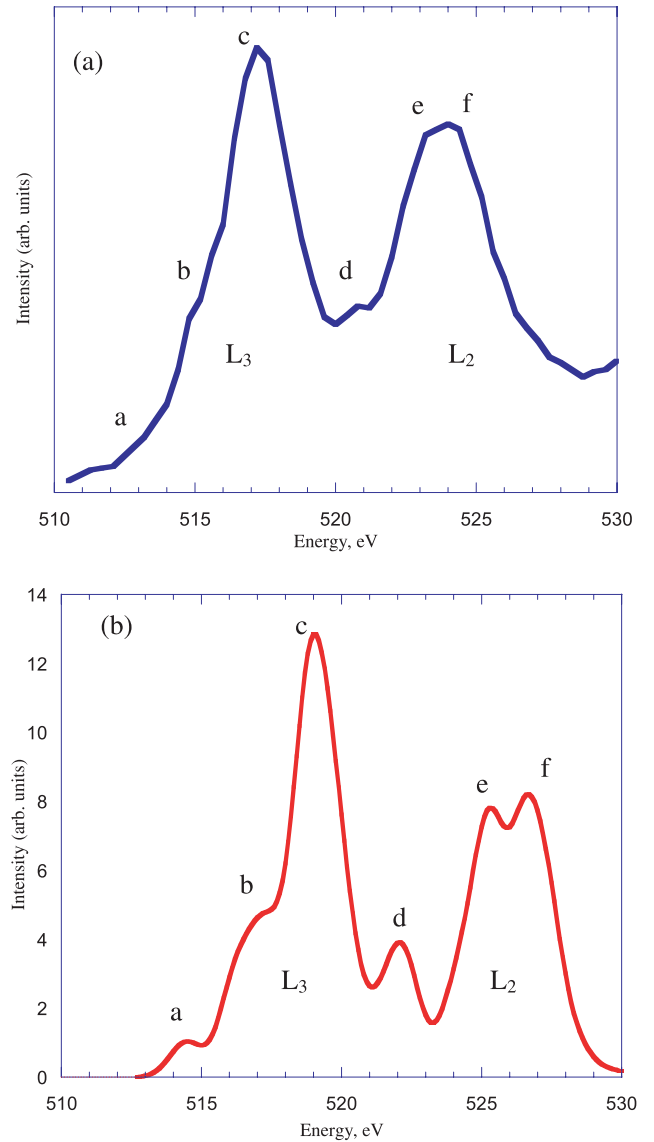 (a)
c
e f
b d
L3 L2
a
Intensity (arb. units)
510 515 520 525 530
Energy, eV
14
(b)
c
12
10
e f
8
6
b
d
4
L3 L2
2
a
0
Intensity (arb. units)
510 515 520 525 530
Energy, eV